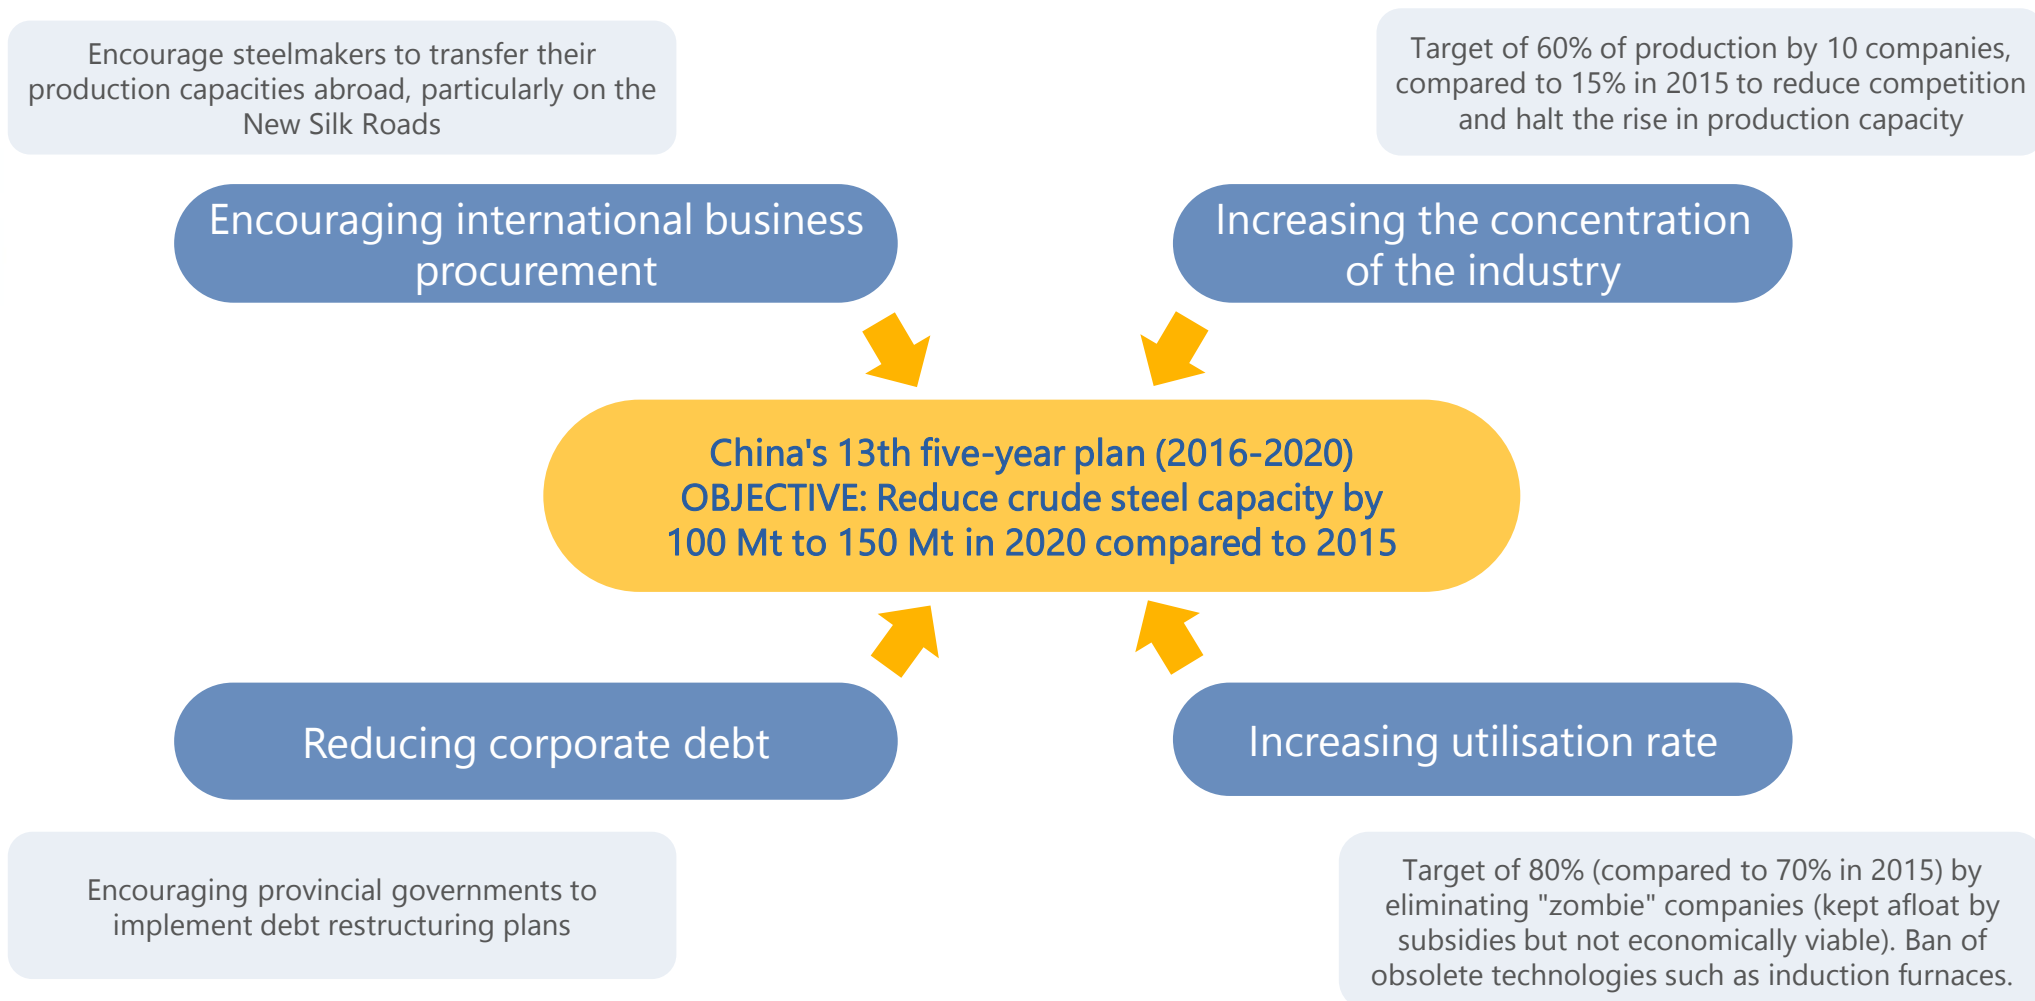 Encourage steelmakers to transfer their
production capacities abroad, particularly on the
New Silk Roads
Target of 60% of production by 10 companies,
compared to 15% in 2015 to reduce competition
and halt the rise in production capacity
Encouraging international business
procurement
Increasing the concentration
of the industry
China's 13th five-year plan (2016-2020)
OBJECTIVE: Reduce crude steel capacity by
100 Mt to 150 Mt in 2020 compared to 2015
Reducing corporate debt
Increasing utilisation rate
Encouraging provincial governments to
implement debt restructuring plans
Target of 80% (compared to 70% in 2015) by
eliminating "zombie" companies (kept afloat by
subsidies but not economically viable). Ban of
obsolete technologies such as induction furnaces.